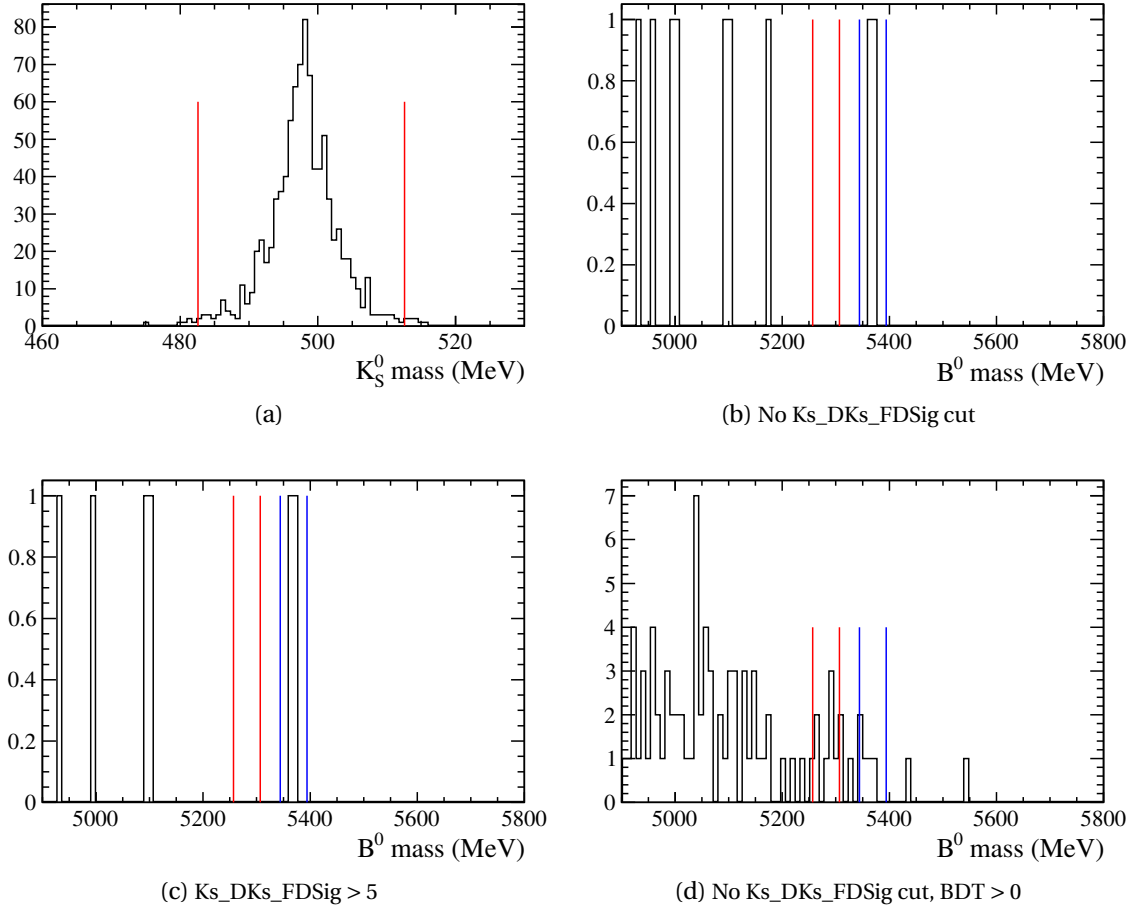 80
70
60
50
40
30
20
10
0
460 480 500 520
K⁰_S mass (MeV)
(a)
1
0.8
0.6
0.4
0.2
0
5000 5200 5400 5600 5800
B⁰ mass (MeV)
(b) No Ks_DKs_FDSig cut
1
0.8
0.6
0.4
0.2
0
5000 5200 5400 5600 5800
B⁰ mass (MeV)
(c) Ks_DKs_FDSig > 5
7
6
5
4
3
2
1
0
5000 5200 5400 5600 5800
B⁰ mass (MeV)
(d) No Ks_DKs_FDSig cut, BDT > 0